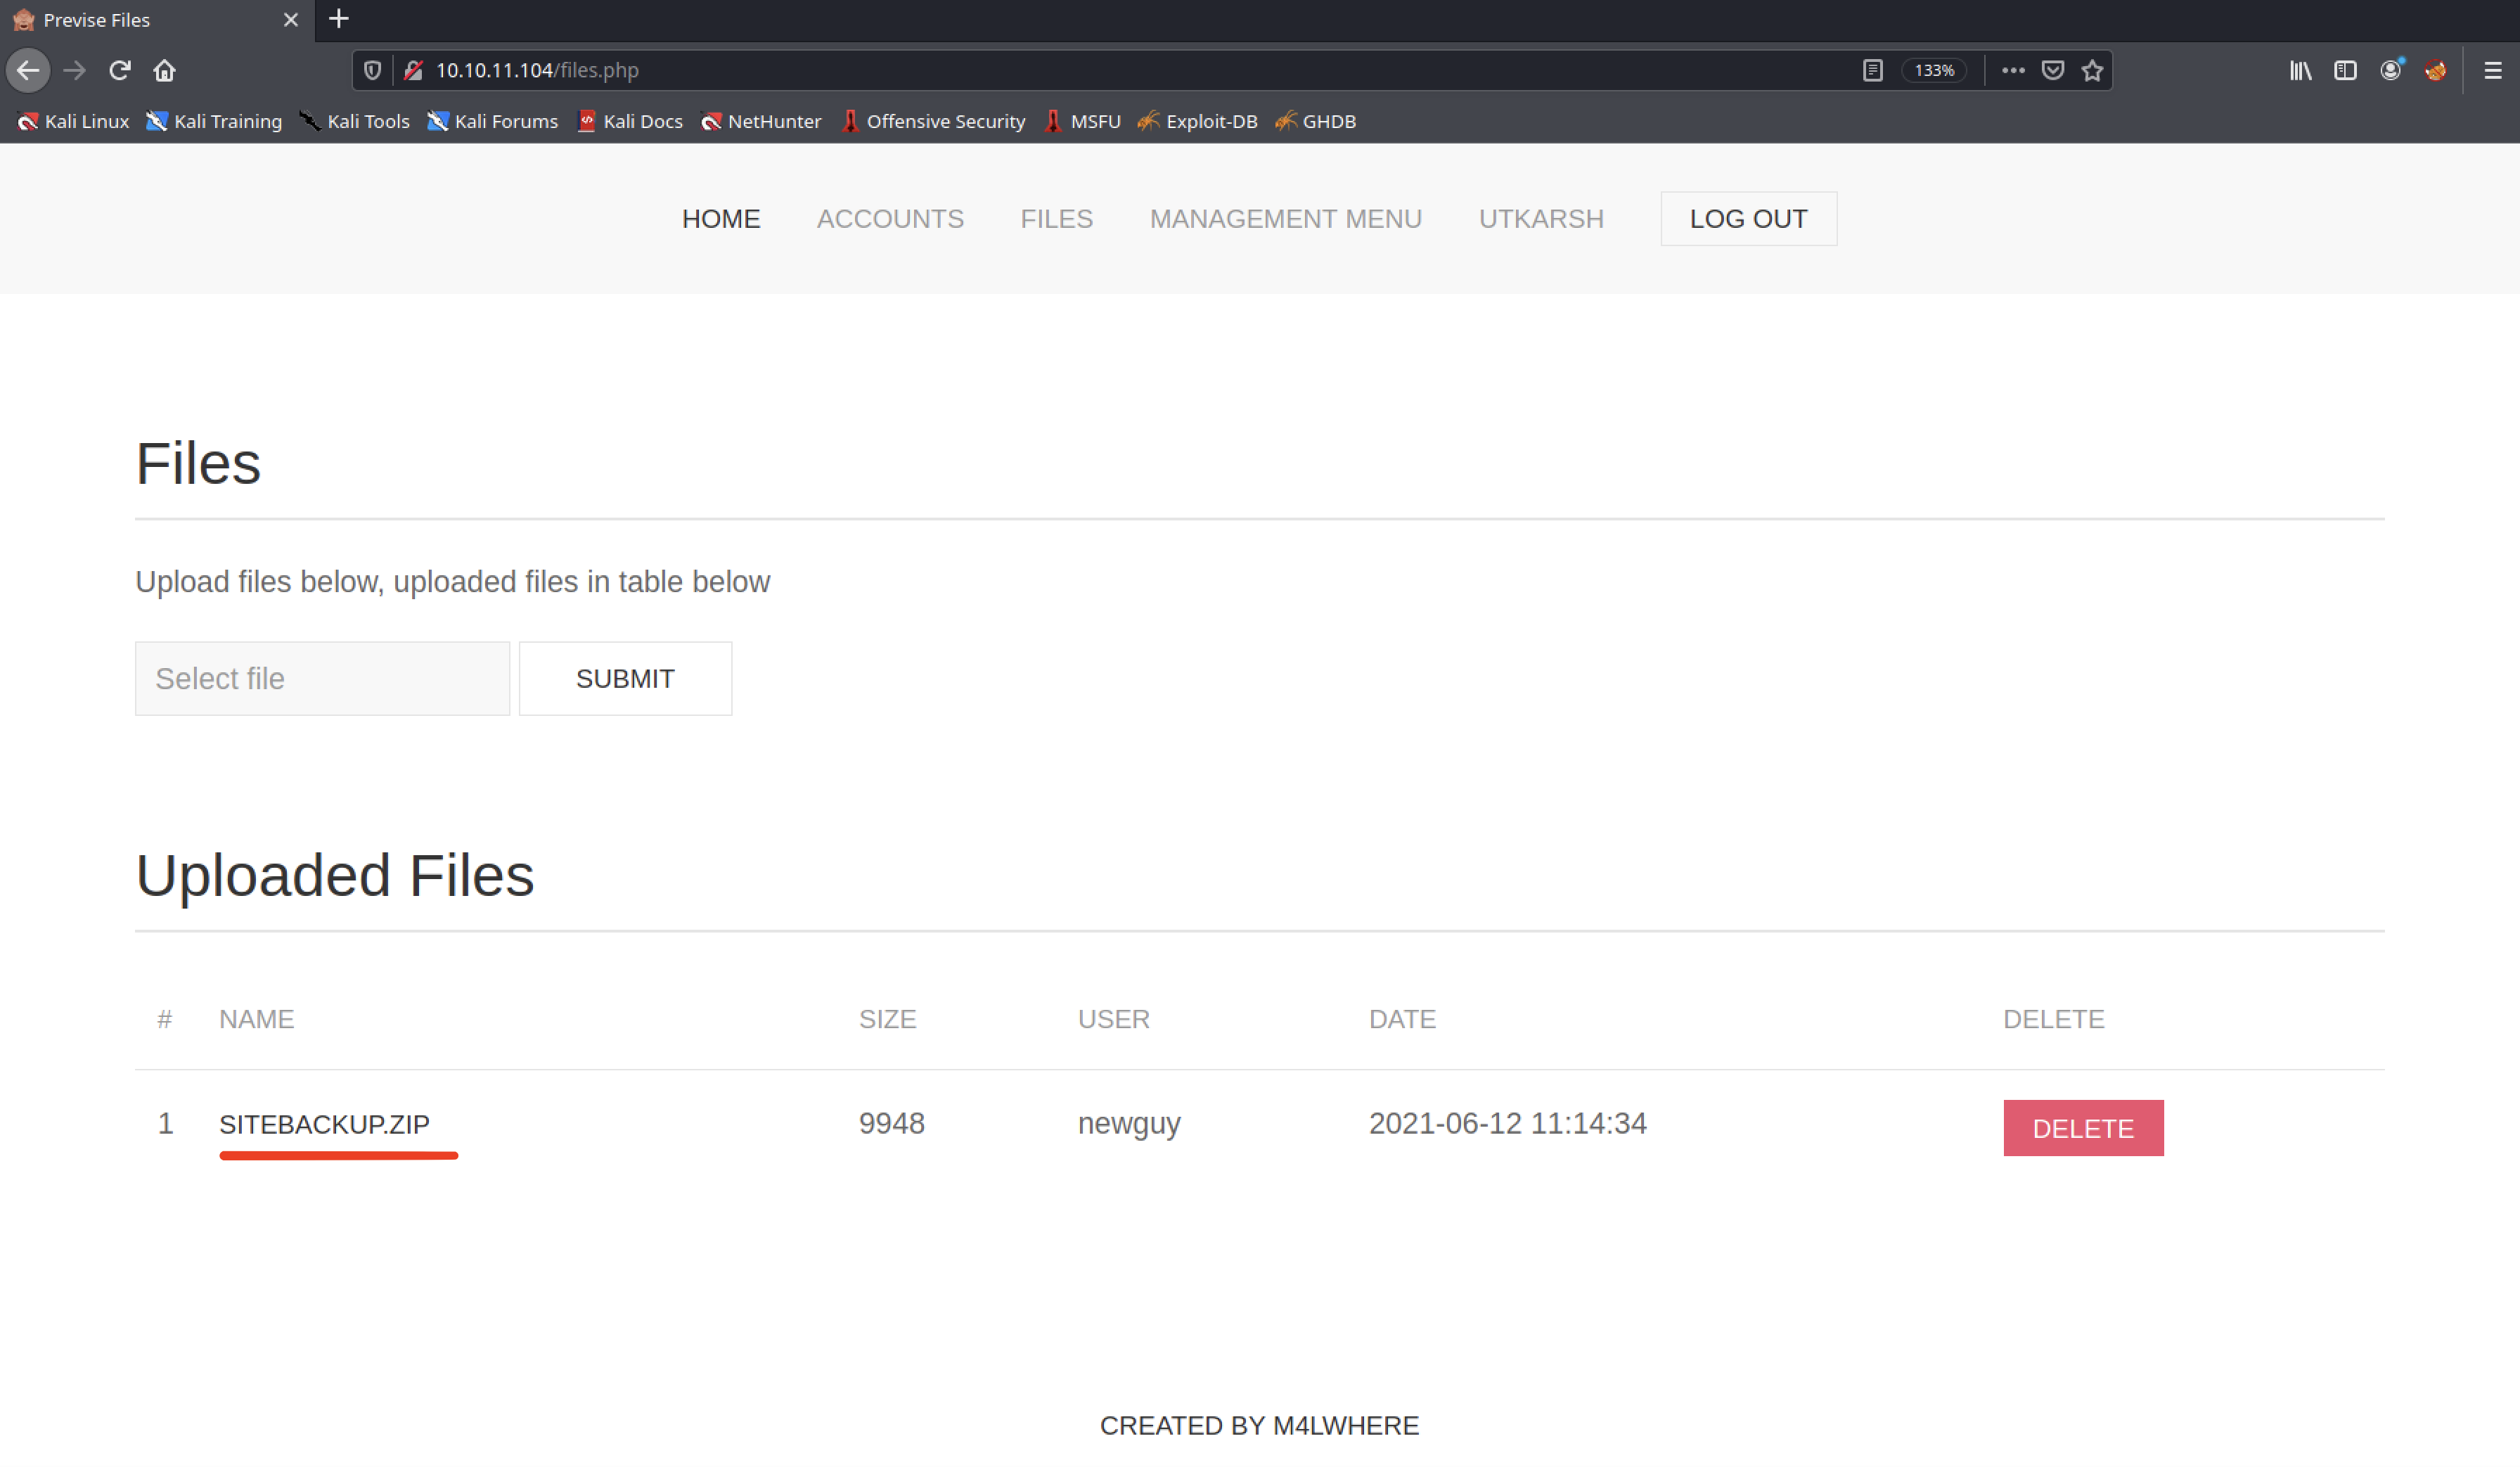 Previse Files
10.10.11.104/files.php 133%
Kali Linux Kali Training Kali Tools Kali Forums Kali Docs NetHunter Offensive Security MSFU Exploit-DB GHDB
HOME ACCOUNTS FILES MANAGEMENT MENU UTKARSH LOG OUT
Files
Upload files below, uploaded files in table below
Select file SUBMIT
Uploaded Files
# NAME SIZE USER DATE DELETE
1 SITEBACKUP.ZIP 9948 newguy 2021-06-12 11:14:34 DELETE
CREATED BY M4LWHERE